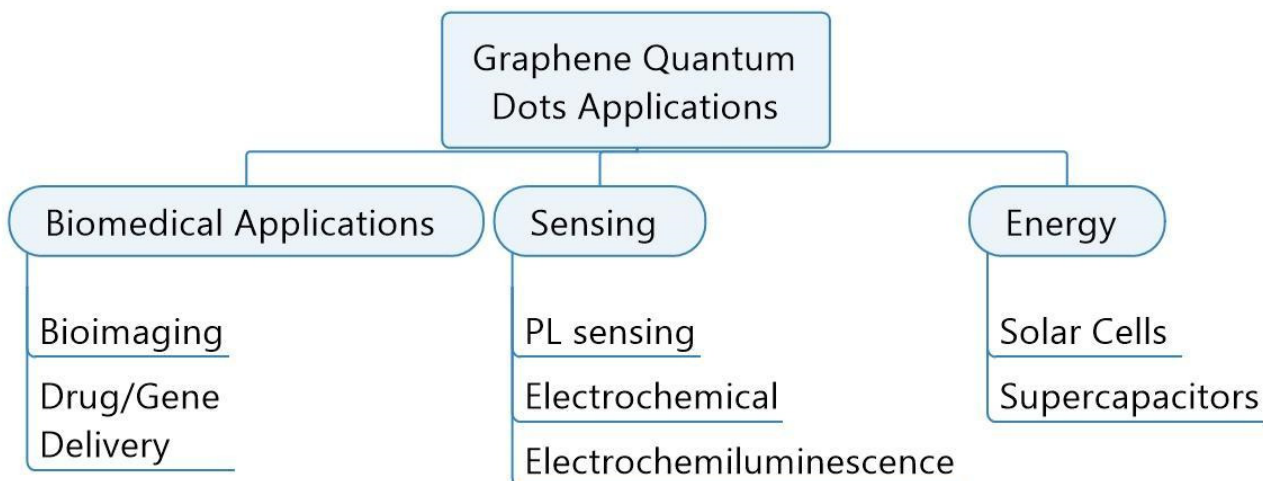 Graphene Quantum
Dots Applications
Biomedical Applications
Sensing
Energy
Bioimaging
Drug/Gene
Delivery
PL sensing
Electrochemical
Electrochemiluminescence
Solar Cells
Supercapacitors